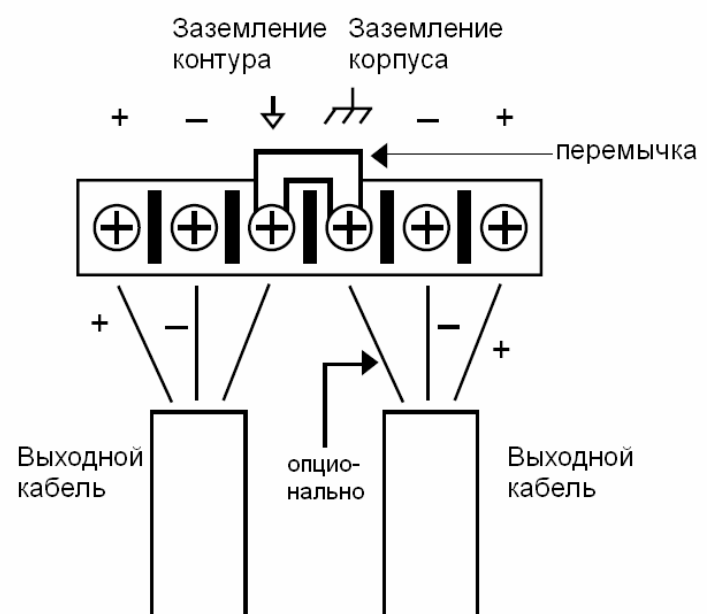 Заземление контура
Заземление корпуса
+ – – +
перемычка
+ – – +
Выходной кабель
опцио-
нально
Выходной кабель